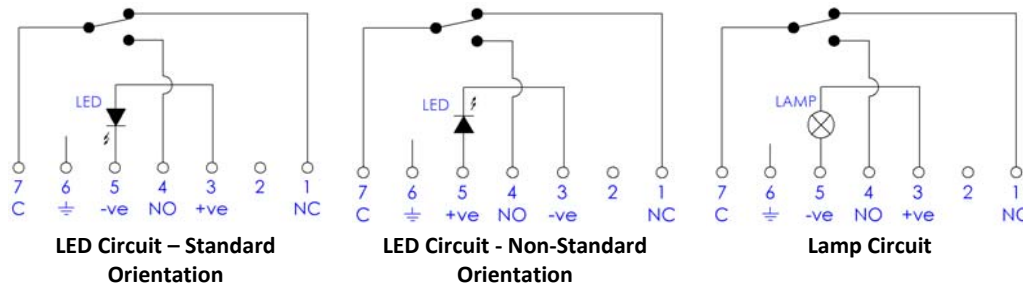 LED
7 6 5 4 3 2 1
C ⏚ -ve NO +ve NC
LED Circuit – Standard
Orientation
LED
7 6 5 4 3 2 1
C ⏚ +ve NO -ve NC
LED Circuit - Non-Standard
Orientation
LAMP
7 6 5 4 3 2 1
C ⏚ -ve NO +ve NC
Lamp Circuit